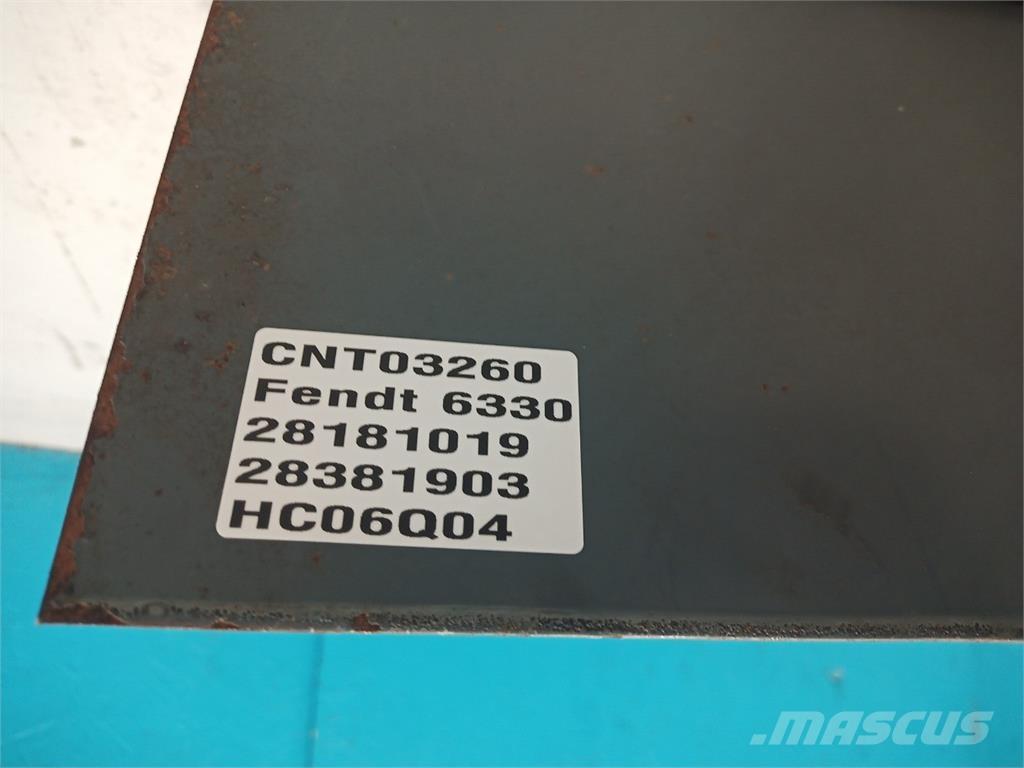 CNT03260
Fendt 6330
28181019
28381903
HC06Q04
MASCUS